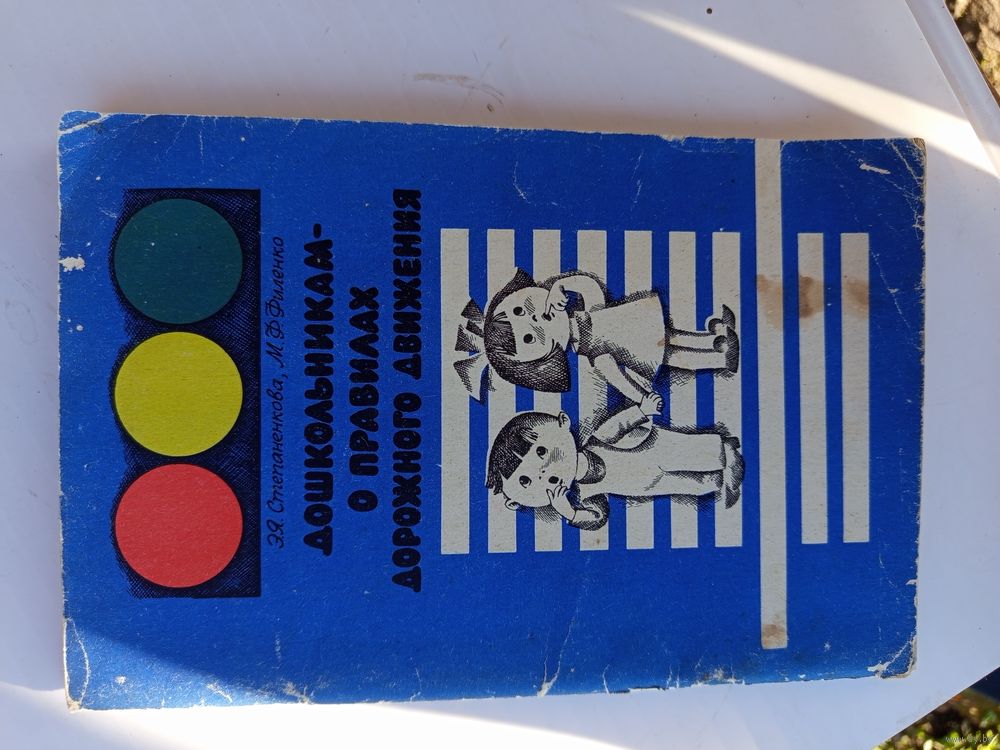 Э.Я. Степаненкова, М.Ф. Филенко
ДОШКОЛЬНИКАМ-
О ПРАВИЛАХ
ДОРОЖНОГО ДВИЖЕНИЯ